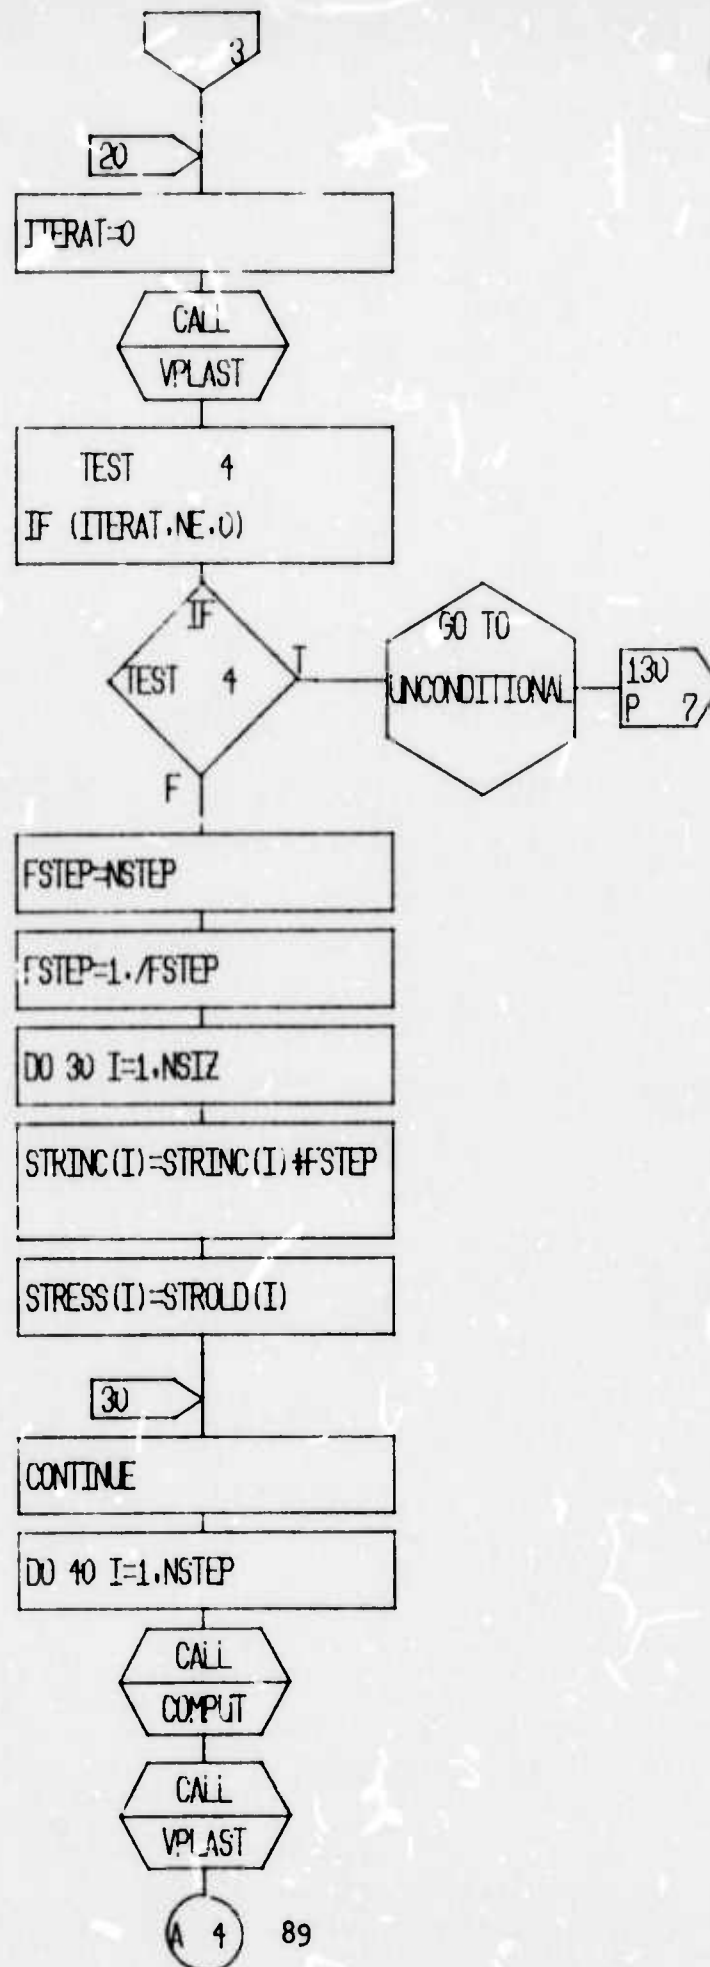 3
20
ITERAT=0
CALL
VPLAST
TEST 4
IF (ITERAT.NE.0)
IF
TEST 4
T
GO TO
UNCONDITIONAL
130
P 7
F
FSTEP=NSTEP
FSTEP=1./FSTEP
DO 30 I=1,NSIZ
STRINC(I)=STRINC(I)*FSTEP
STRESS(I)=STROLD(I)
30
CONTINUE
DO 40 I=1,NSTEP
CALL
COMPUT
CALL
VPLAST
A 4
89